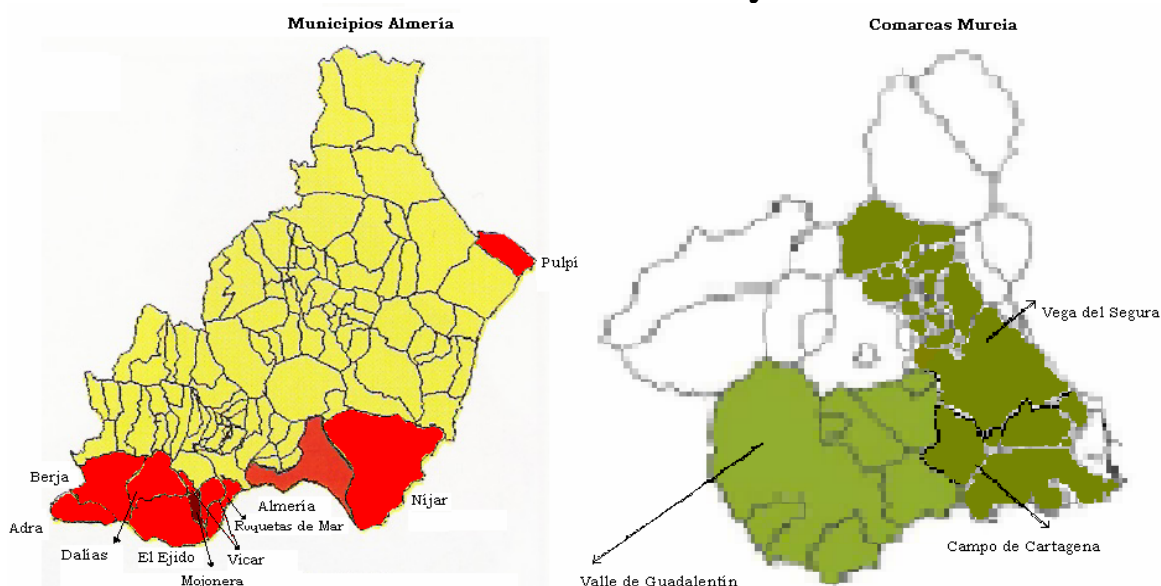 Municipios Almería
Comarcas Murcia
Pulpí
Vega del Segura
Berja
Adra
Almería
Níjar
Roquetas de Mar
Dalías
El Ejido
Vicar
Mojonera
Campo de Cartagena
Valle de Guadalentín